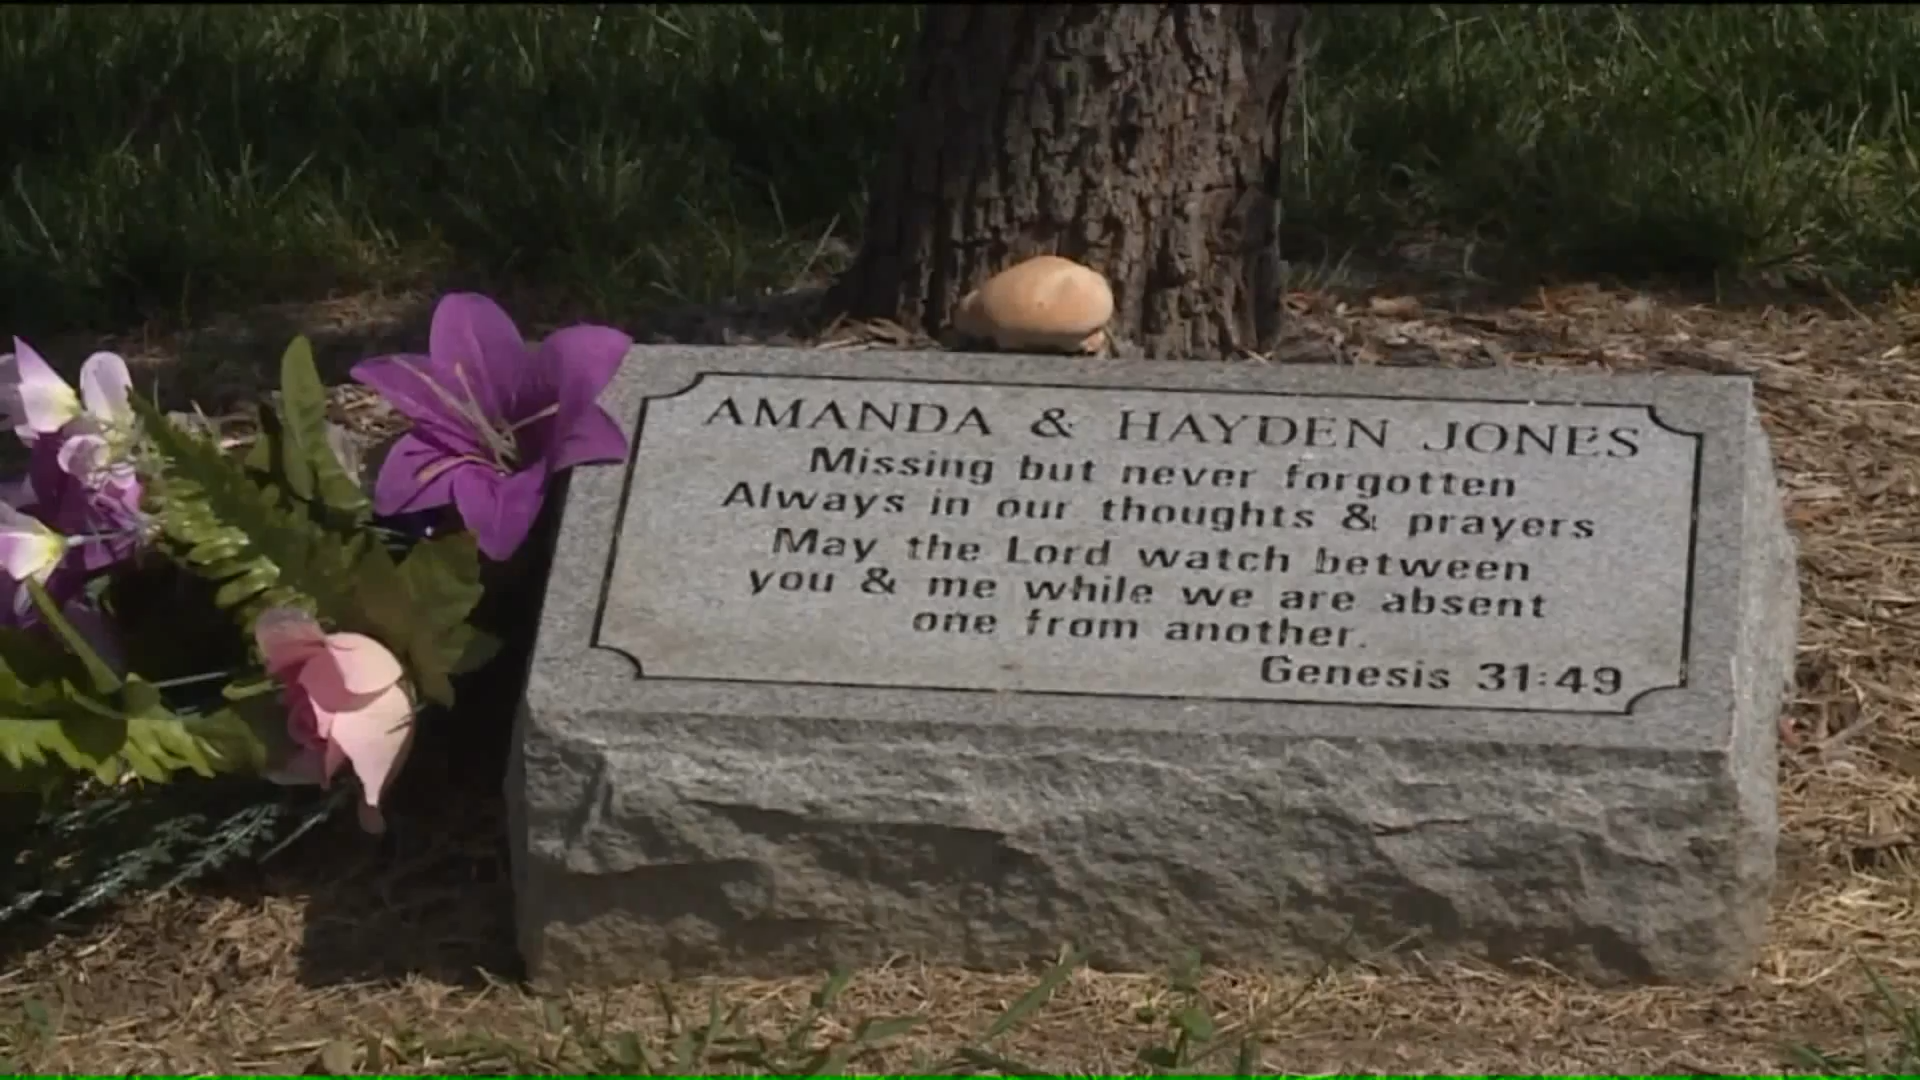 AMANDA & HAYDEN JONES
Missing but never forgotten
Always in our thoughts & prayers
May the Lord watch between
you & me while we are absent
one from another.
Genesis 31:49